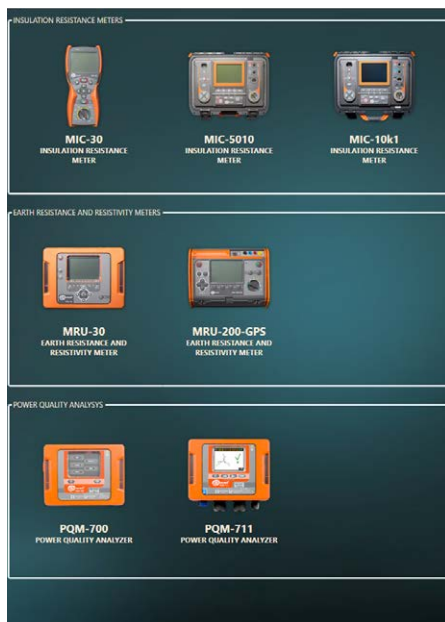 INSULATION RESISTANCE METERS
MIC-30
INSULATION RESISTANCE
METER
MIC-5010
INSULATION RESISTANCE
METER
MIC-10k1
INSULATION RESISTANCE
METER
EARTH RESISTANCE AND RESISTIVITY METERS
MRU-30
EARTH RESISTANCE AND
RESISTIVITY METER
MRU-200-GPS
EARTH RESISTANCE AND
RESISTIVITY METER
POWER QUALITY ANALYSYS
PQM-700
POWER QUALITY ANALYZER
PQM-711
POWER QUALITY ANALYZER